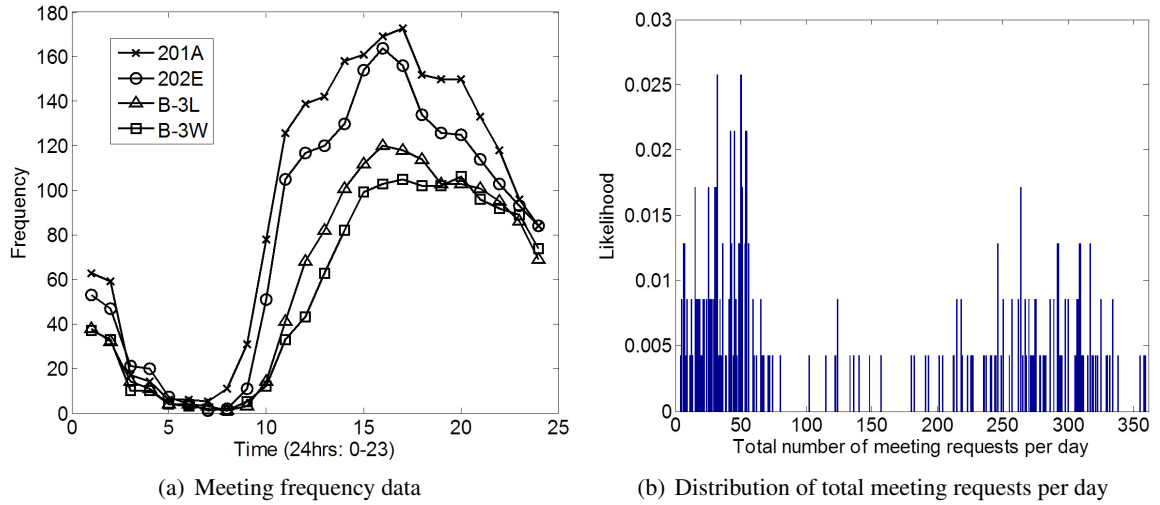 180
160
140
120
100
80
60
40
20
0
Frequency
201A
202E
B-3L
B-3W
0 5 10 15 20 25
Time (24hrs: 0-23)
(a) Meeting frequency data
0.03
0.025
0.02
0.015
0.01
0.005
0
Likelihood
0 50 100 150 200 250 300 350
Total number of meeting requests per day
(b) Distribution of total meeting requests per day